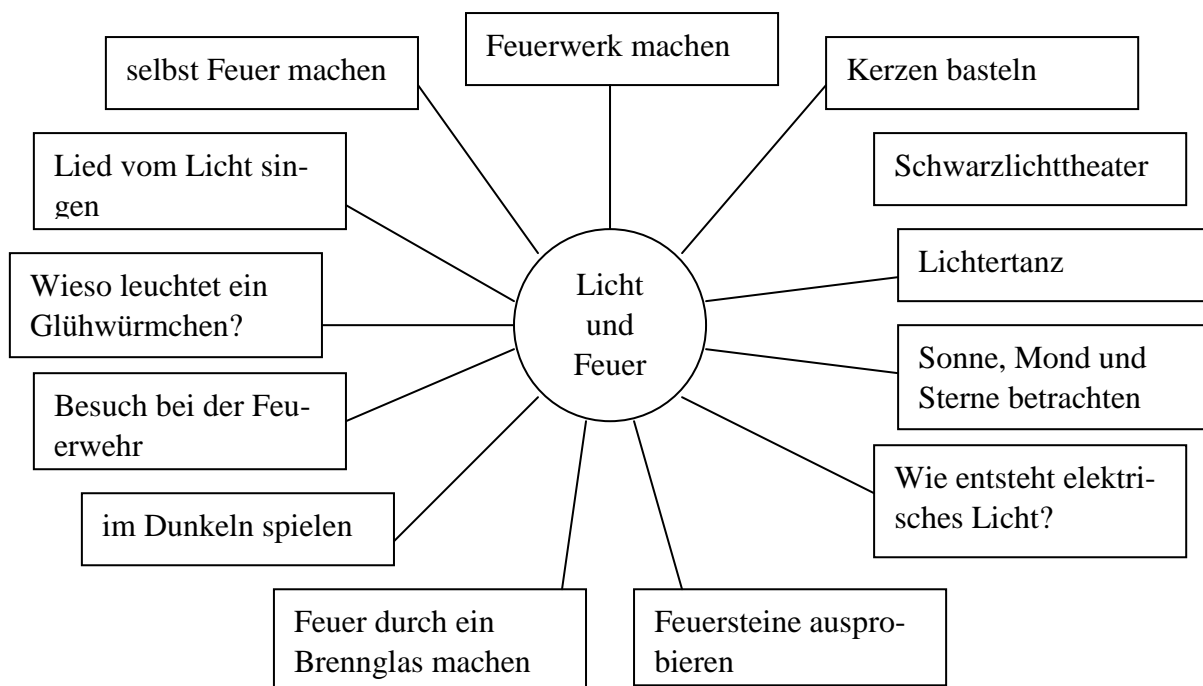 Feuerwerk machen
selbst Feuer machen
Kerzen basteln
Lied vom Licht sin-
gen
Schwarzlichttheater
Wieso leuchtet ein
Glühwürmchen?
Licht
und
Feuer
Lichtertanz
Besuch bei der Feu-
erwehr
Sonne, Mond und
Sterne betrachten
im Dunkeln spielen
Wie entsteht elektri-
sches Licht?
Feuer durch ein
Brennglas machen
Feuersteine auspro-
bieren